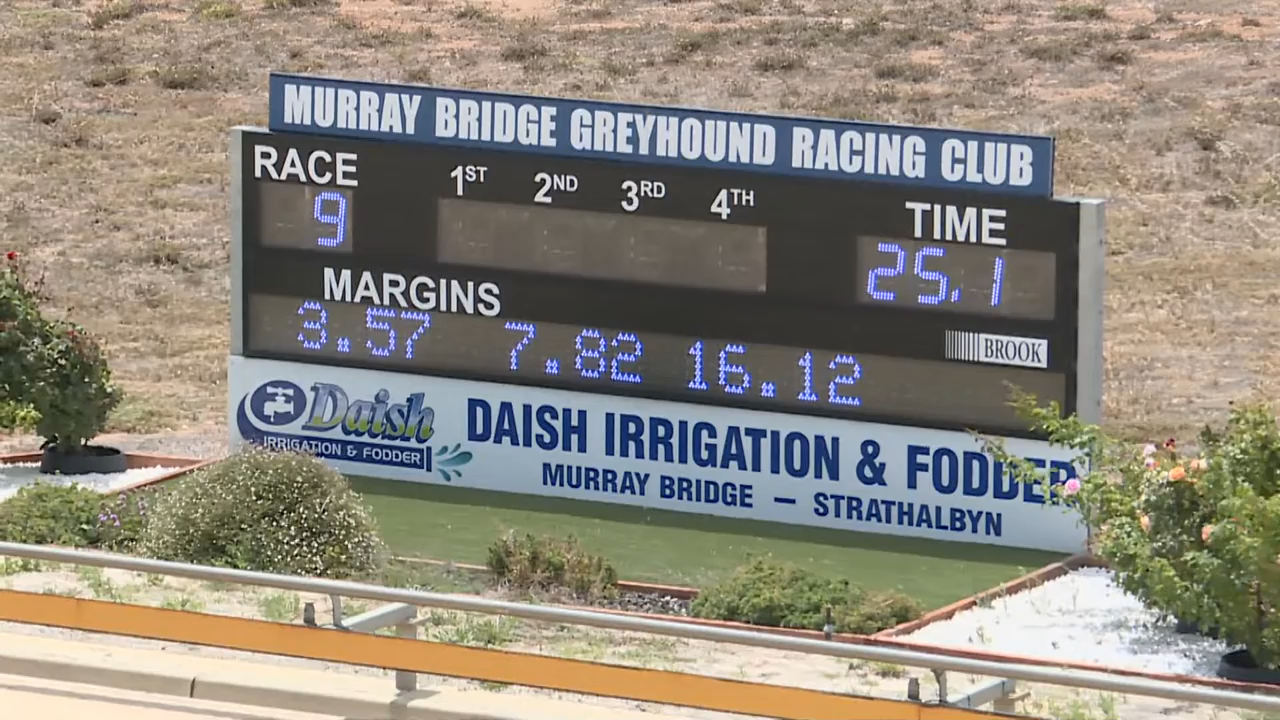 MURRAY BRIDGE GREYHOUND RACING CLUB
RACE 1ST 2ND 3RD 4TH TIME
9 25.1
MARGINS
3.57 7.82 16.12
BROOK
Daish
IRRIGATION & FODDER
DAISH IRRIGATION & FODDER
MURRAY BRIDGE – STRATHALBYN